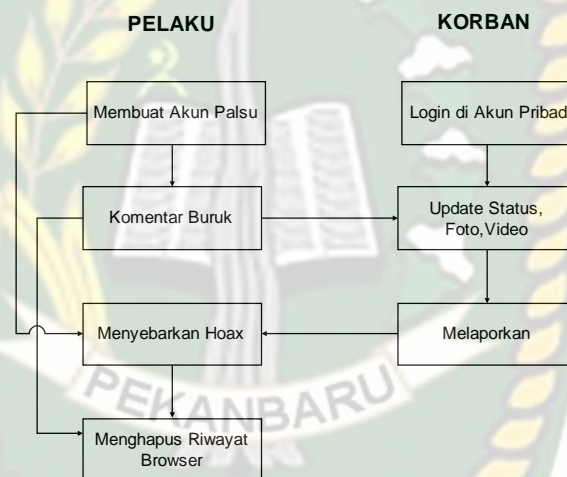 PELAKU
KORBAN
Membuat Akun Palsu
Login di Akun Pribad
Komentar Buruk
Update Status,
Foto,Video
Menyebarkan Hoax
Melaporkan
PEKANBARU
Menghapus Riwayat
Browser